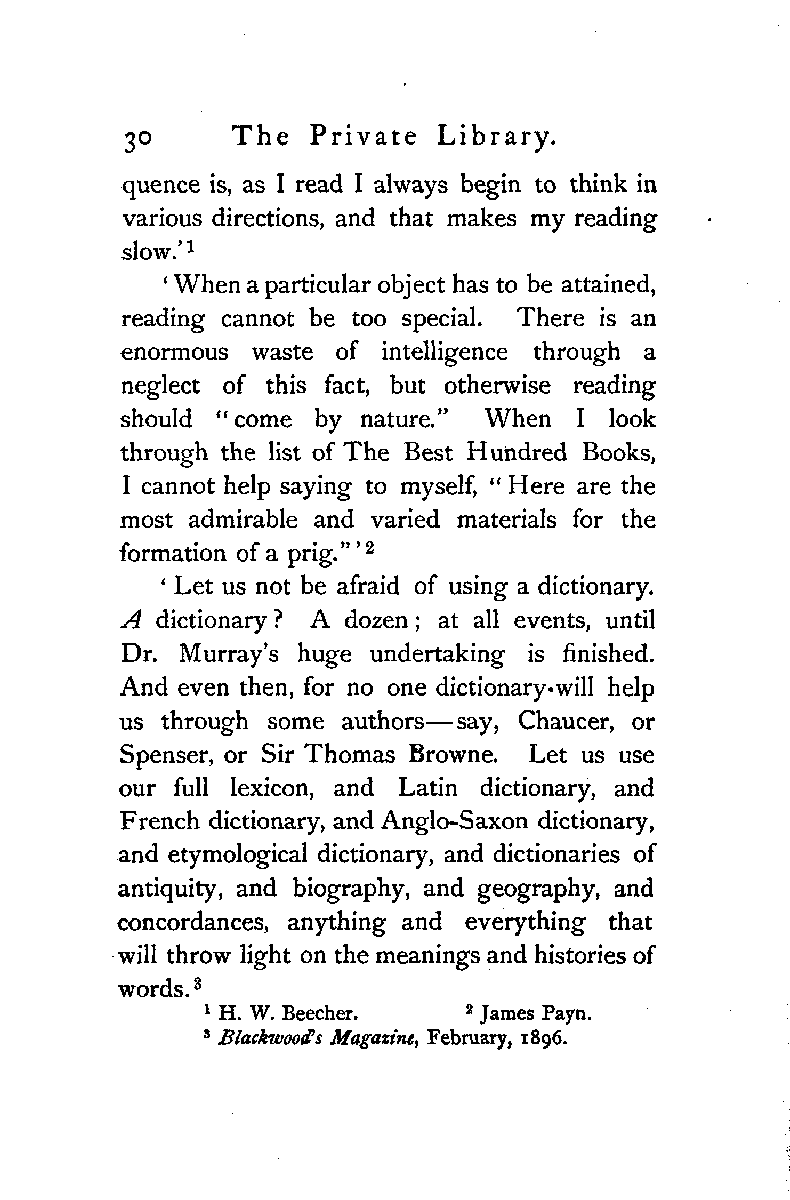 30 The Private Library.
quence is, as I read I always begin to think in
various directions, and that makes my reading
slow.’¹
‘ When a particular object has to be attained,
reading cannot be too special. There is an
enormous waste of intelligence through a
neglect of this fact, but otherwise reading
should “ come by nature.” When I look
through the list of The Best Hundred Books,
I cannot help saying to myself, “ Here are the
most admirable and varied materials for the
formation of a prig.” ’²
‘ Let us not be afraid of using a dictionary.
A dictionary ? A dozen ; at all events, until
Dr. Murray’s huge undertaking is finished.
And even then, for no one dictionary will help
us through some authors—say, Chaucer, or
Spenser, or Sir Thomas Browne. Let us use
our full lexicon, and Latin dictionary, and
French dictionary, and Anglo-Saxon dictionary,
and etymological dictionary, and dictionaries of
antiquity, and biography, and geography, and
concordances, anything and everything that
will throw light on the meanings and histories of
words.³
¹ H. W. Beecher. ² James Payn.
³ Blackwood’s Magazine, February, 1896.